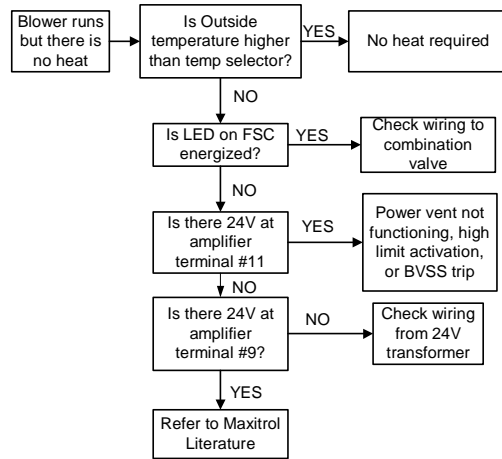 Blower runs
but there is
no heat
Is Outside
temperature higher
than temp selector?
YES
No heat required
NO
Is LED on FSC
energized?
YES
Check wiring to
combination
valve
NO
Is there 24V at
amplifier
terminal #11
YES
Power vent not
functioning, high
limit activation,
or BVSS trip
NO
Is there 24V at
amplifier
terminal #9?
NO
Check wiring
from 24V
transformer
YES
Refer to Maxitrol
Literature